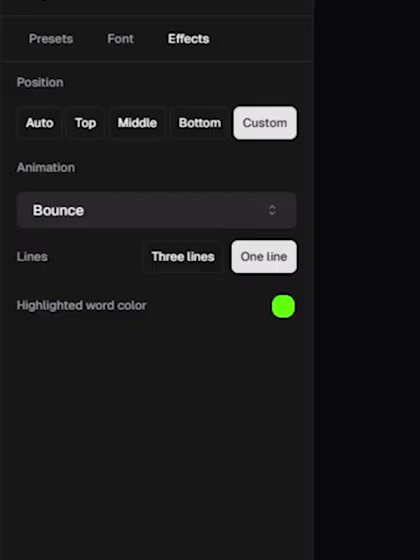 Presets Font Effects
Position
Auto Top Middle Bottom Custom
Animation
Bounce
Lines Three lines One line
Highlighted word color